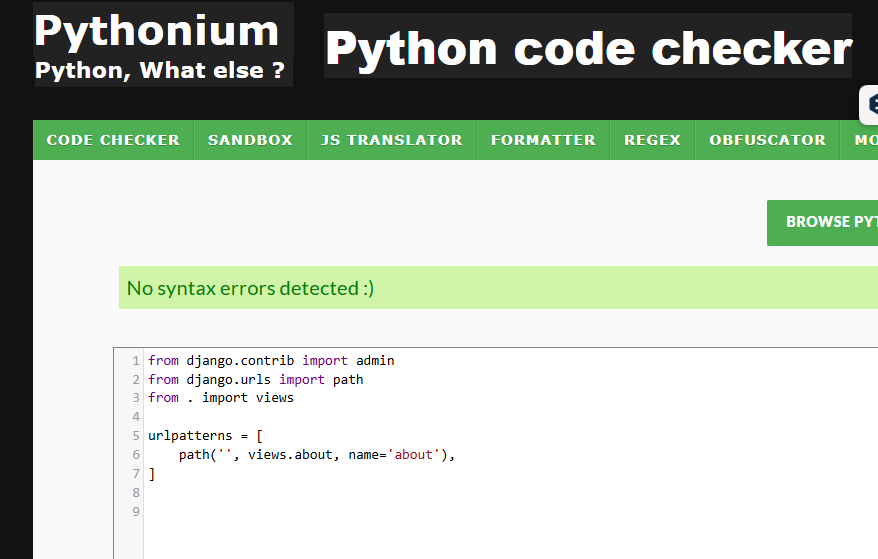 Pythonium
Python, What else ?
Python code checker
CODE CHECKER SANDBOX JS TRANSLATOR FORMATTER REGEX OBFUSCATOR MO
BROWSE PYT
No syntax errors detected :)
1 from django.contrib import admin
2 from django.urls import path
3 from . import views
4
5 urlpatterns = [
6     path('', views.about, name='about'),
7 ]
8
9